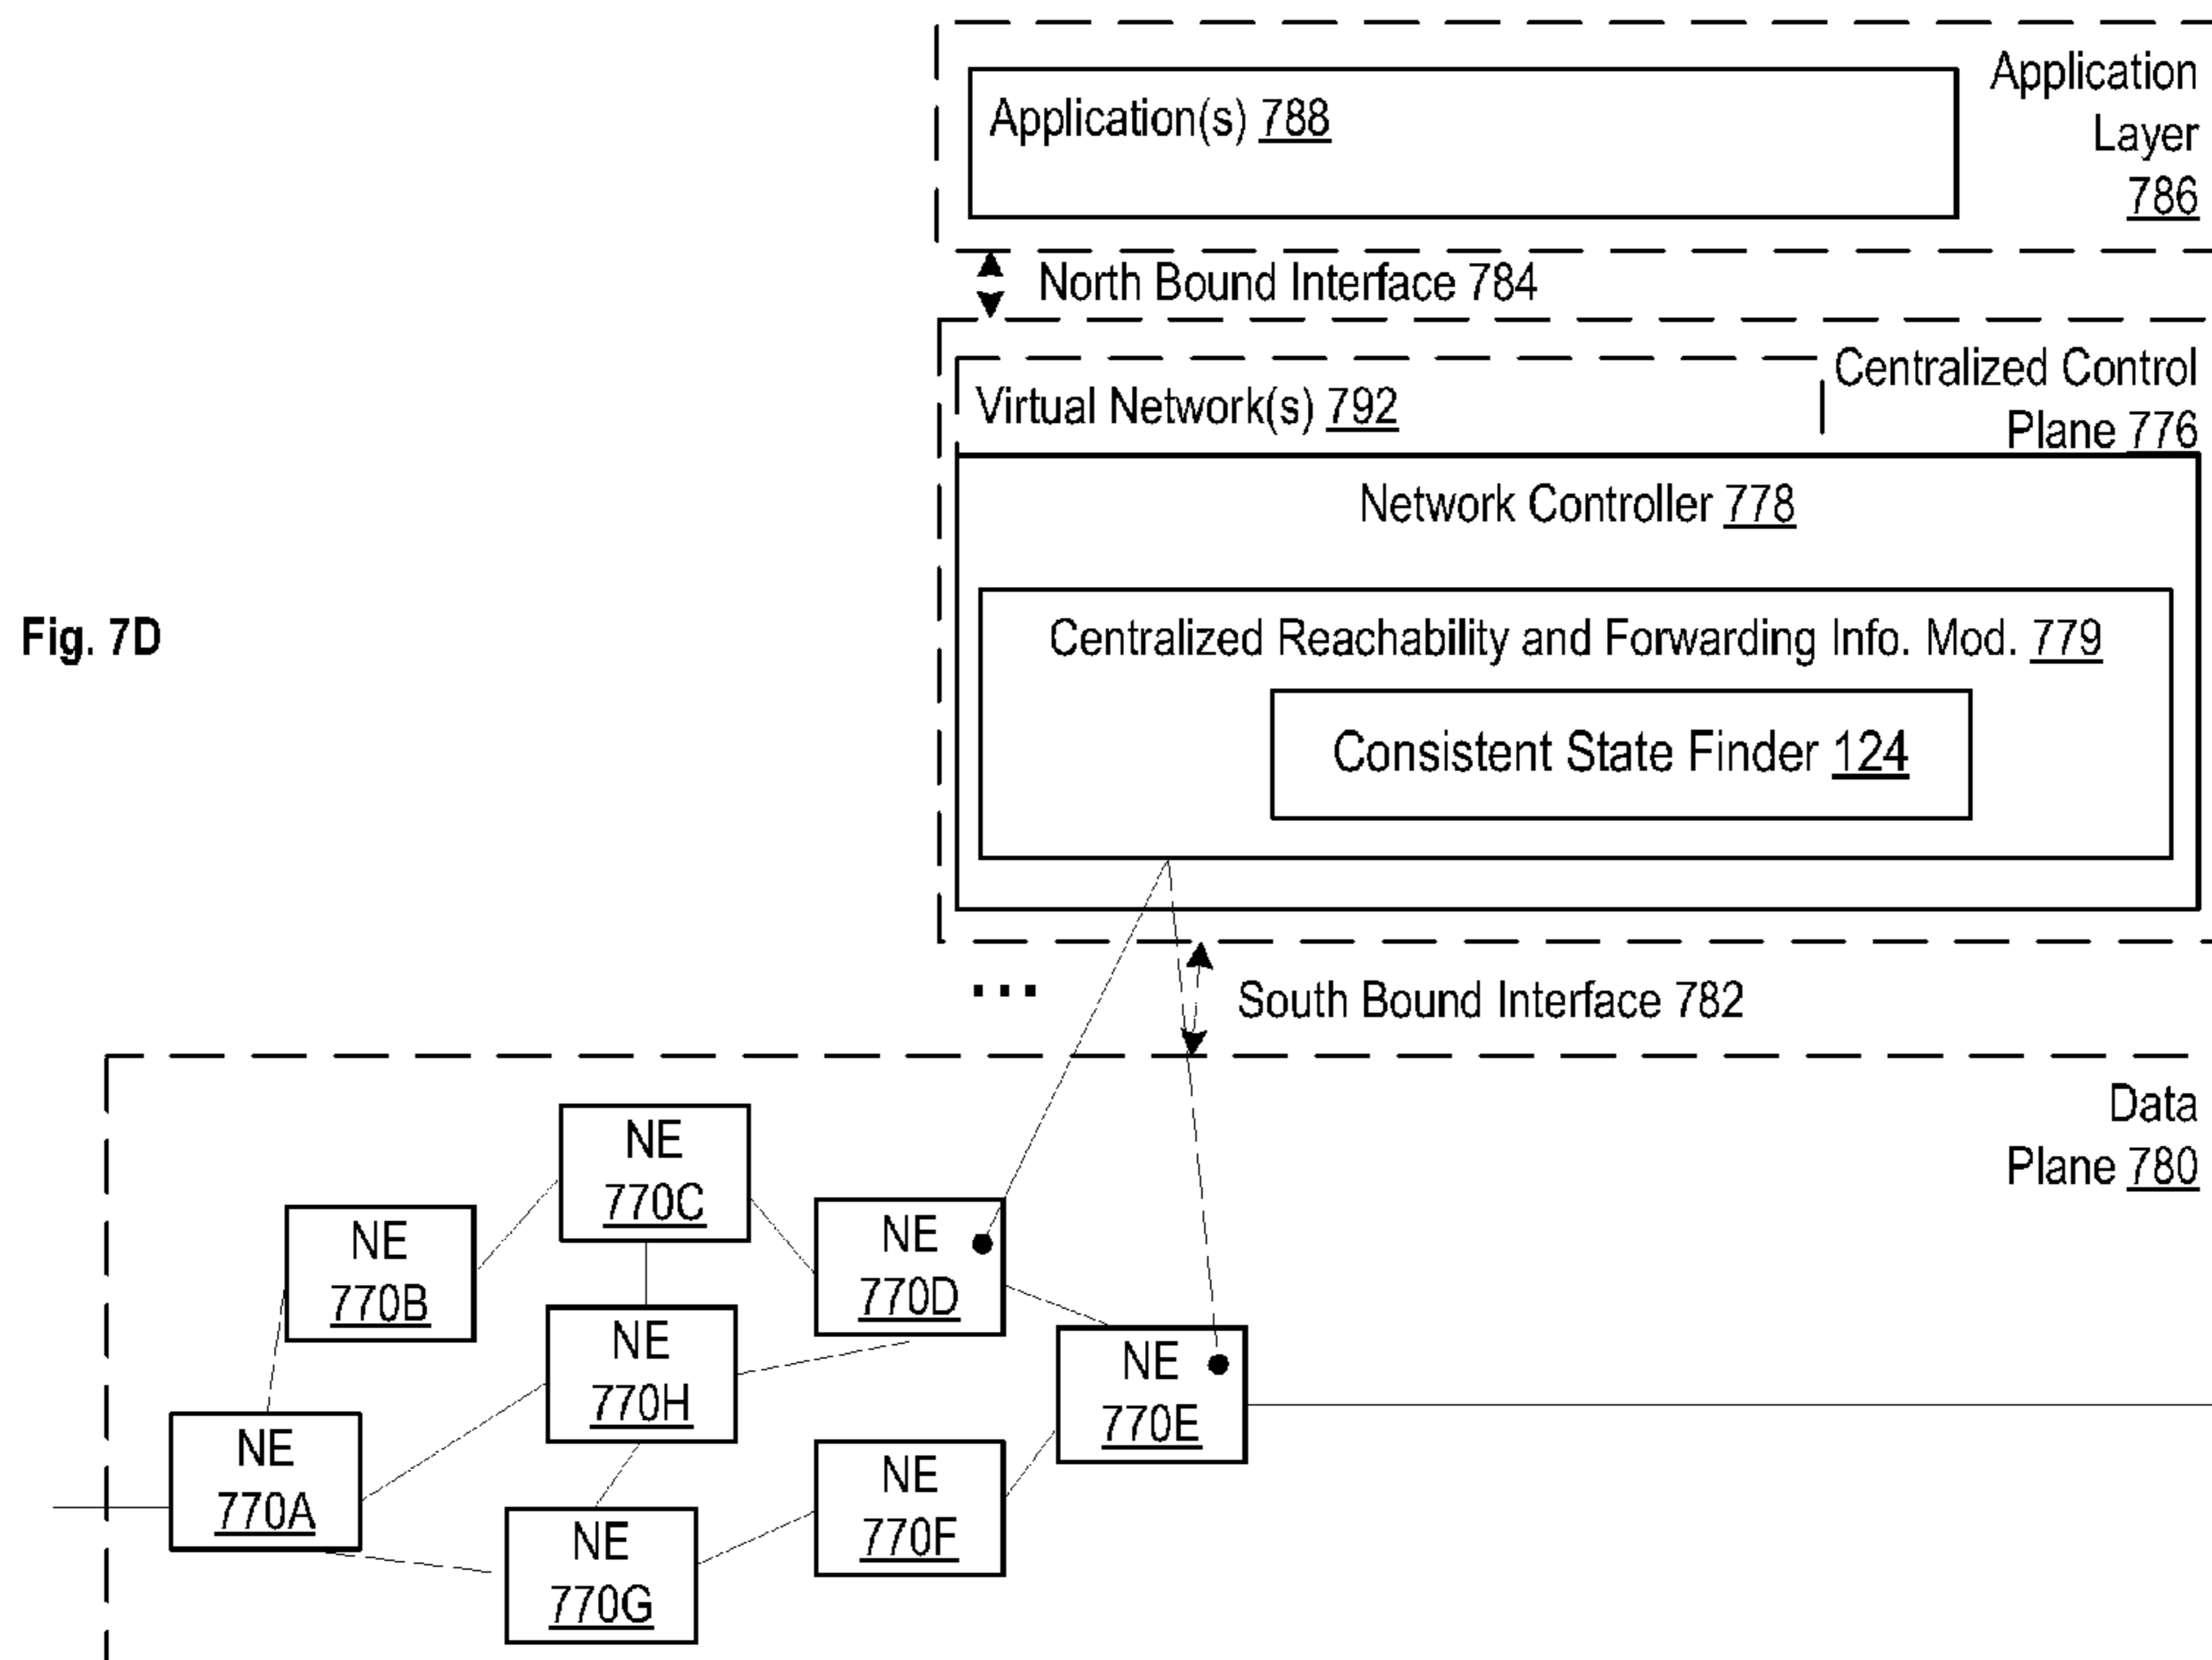 Application
Layer
786
Application(s) 788
North Bound Interface 784
Centralized Control
Plane 776
Virtual Network(s) 792
Network Controller 778
Centralized Reachability and Forwarding Info. Mod. 779
Consistent State Finder 124
Fig. 7D
...
South Bound Interface 782
Data
Plane 780
NE
770C
NE
770B
NE
770D
NE
770H
NE
770E
NE
770A
NE
770F
NE
770G